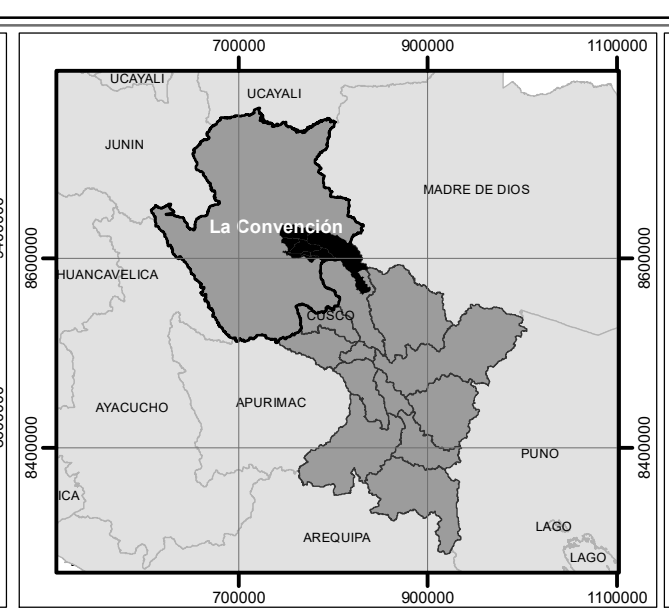 700000 900000 1100000
UCAYALI
UCAYALI
JUNIN
MADRE DE DIOS
La Convención
8600000 8600000
HUANCAVELICA
CUSCO
AYACUCHO
APURIMAC
8400000 8400000
PUNO
ICA
AREQUIPA
LAGO
LAGO
700000 900000 1100000